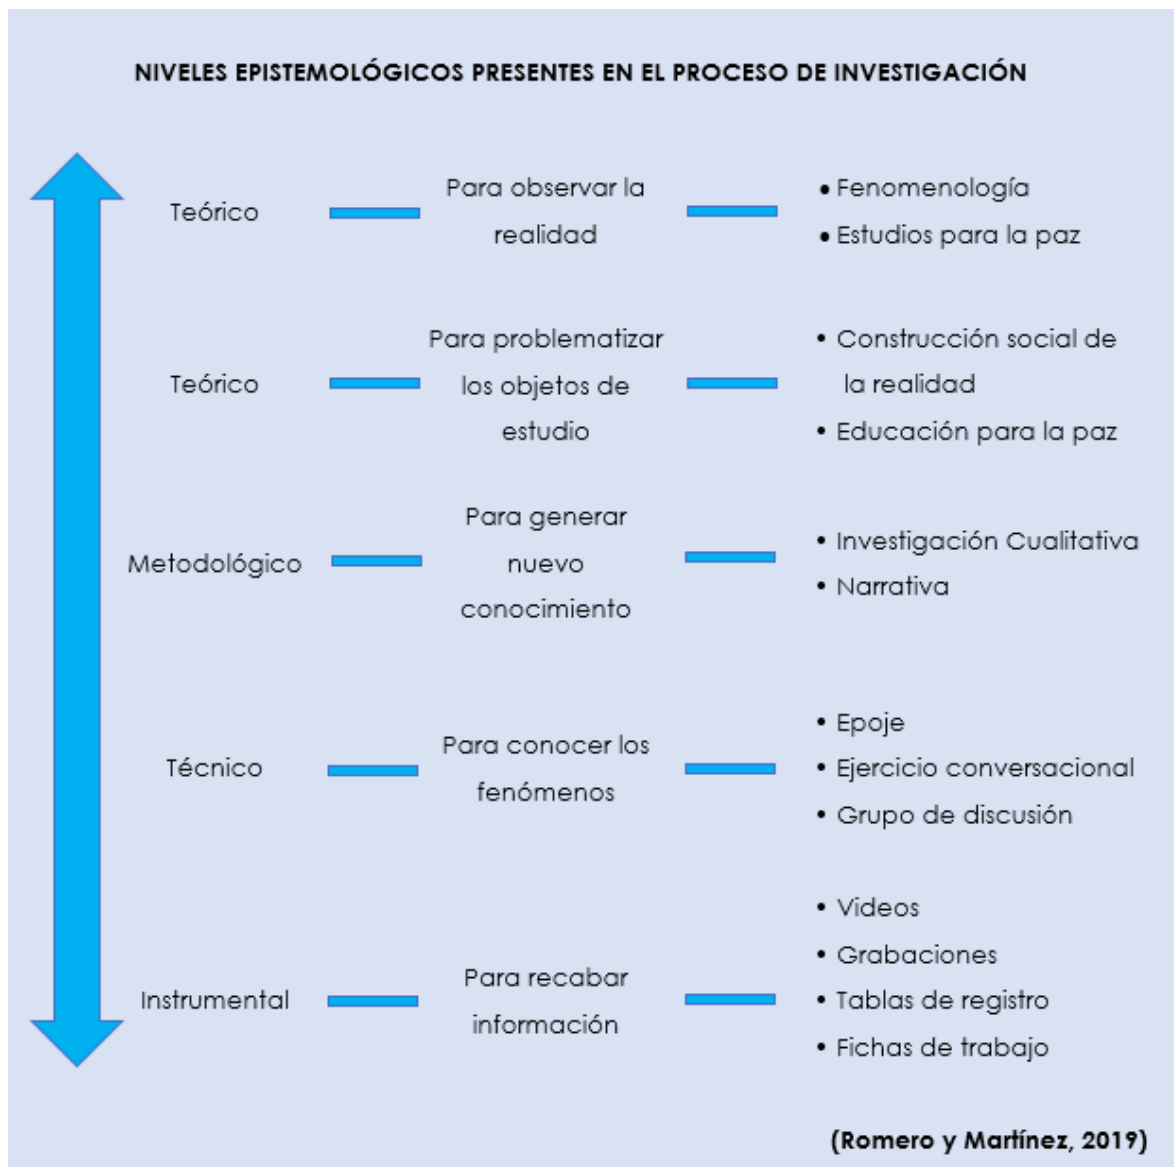 NIVELES EPISTEMOLÓGICOS PRESENTES EN EL PROCESO DE INVESTIGACIÓN
Teórico
Para observar la
realidad
• Fenomenología
• Estudios para la paz
Teórico
Para problematizar
los objetos de
estudio
• Construcción social de
la realidad
• Educación para la paz
Metodológico
Para generar
nuevo
conocimiento
• Investigación Cualitativa
• Narrativa
Técnico
Para conocer los
fenómenos
• Epoje
• Ejercicio conversacional
• Grupo de discusión
Instrumental
Para recabar
información
• Videos
• Grabaciones
• Tablas de registro
• Fichas de trabajo
(Romero y Martínez, 2019)